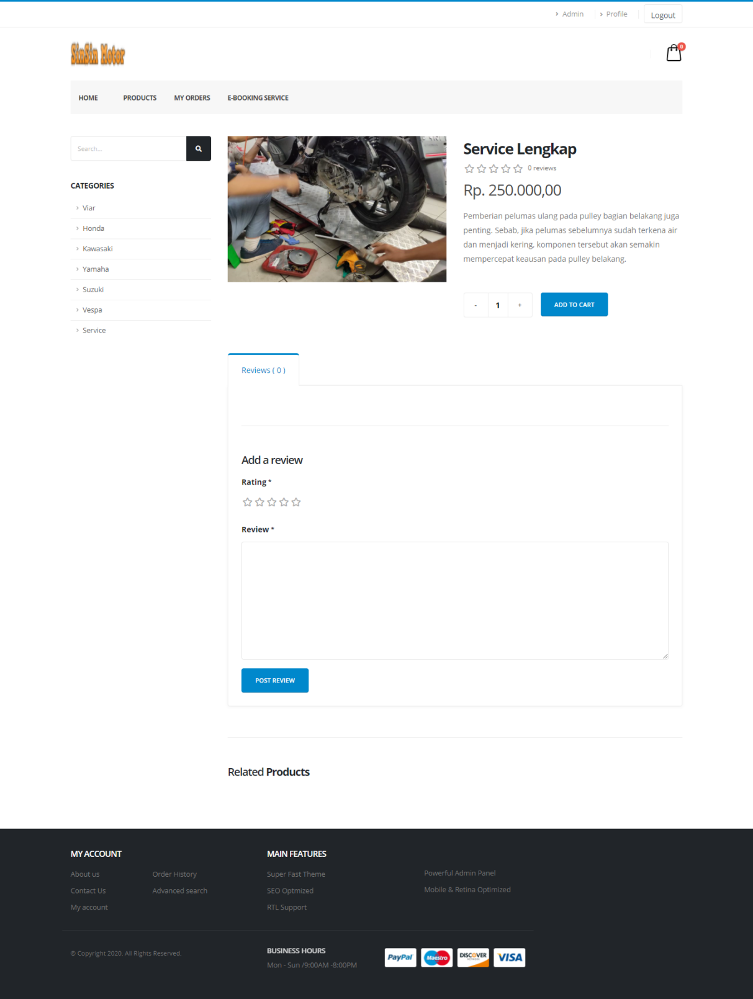 Admin
Profile
Logout
SinSin Motor
0
HOME
PRODUCTS
MY ORDERS
E-BOOKING SERVICE
Search...
CATEGORIES
Viar
Honda
Kawasaki
Yamaha
Suzuki
Vespa
Service
Service Lengkap
0 reviews
Rp. 250.000,00
Pemberian pelumas ulang pada pulley bagian belakang juga
penting. Sebab, jika pelumas sebelumnya sudah terkena air
dan menjadi kering, komponen tersebut akan semakin
mempercepat keausan pada pulley belakang.
- 1 +
ADD TO CART
Reviews ( 0 )
Add a review
Rating *
Review *
POST REVIEW
Related Products
MY ACCOUNT
About us
Contact Us
My account
Order History
Advanced search
MAIN FEATURES
Super Fast Theme
SEO Optmized
RTL Support
Powerful Admin Panel
Mobile & Retina Optimized
© Copyright 2020. All Rights Reserved.
BUSINESS HOURS
Mon - Sun /9:00AM -8:00PM
PayPal
Maestro
DISCOVER
NETWORK
VISA